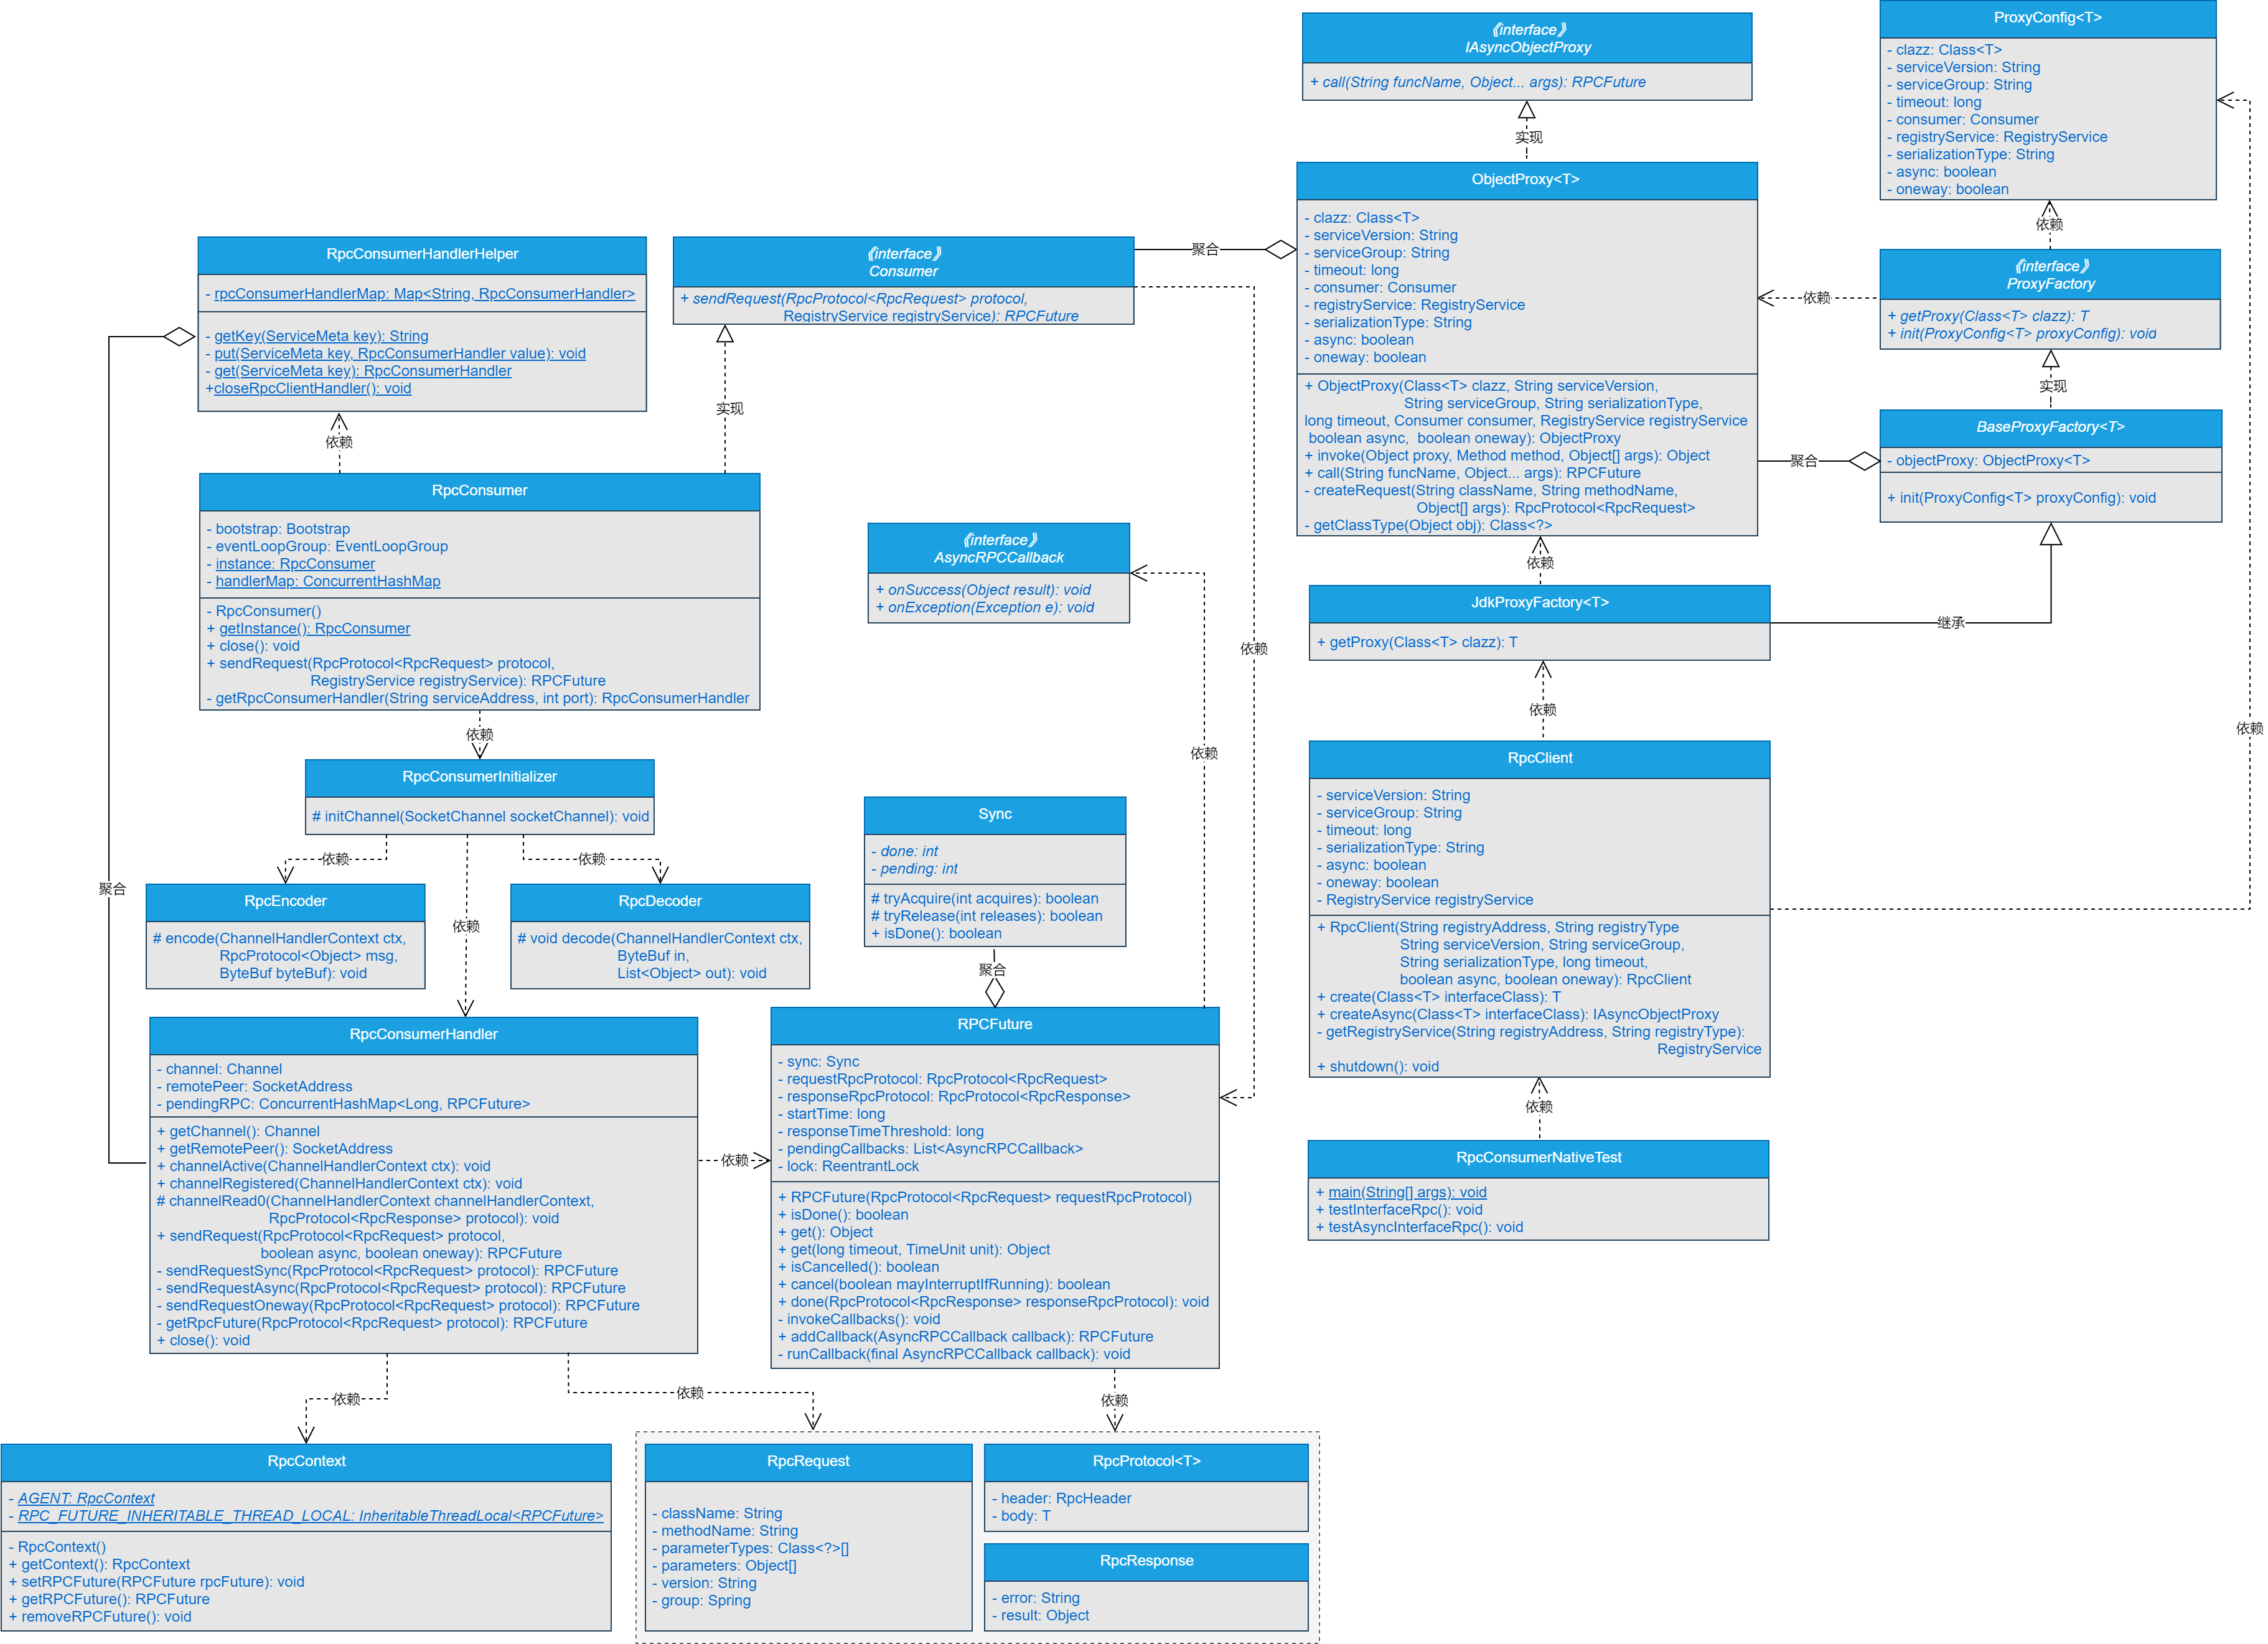 《interface》
IAsyncObjectProxy
+ call(String funcName, Object... args): RPCFuture
实现
ProxyConfig<T>
- clazz: Class<T>
- serviceVersion: String
- serviceGroup: String
- timeout: long
- consumer: Consumer
- registryService: RegistryService
- serializationType: String
- async: boolean
- oneway: boolean
依赖
ObjectProxy<T>
- clazz: Class<T>
- serviceVersion: String
- serviceGroup: String
- timeout: long
- consumer: Consumer
- registryService: RegistryService
- serializationType: String
- async: boolean
- oneway: boolean
+ ObjectProxy(Class<T> clazz, String serviceVersion,
String serviceGroup, String serializationType,
long timeout, Consumer consumer, RegistryService registryService
boolean async, boolean oneway): ObjectProxy
+ invoke(Object proxy, Method method, Object[] args): Object
+ call(String funcName, Object... args): RPCFuture
- createRequest(String className, String methodName,
Object[] args): RpcProtocol<RpcRequest>
- getClassType(Object obj): Class<?>
依赖
《interface》
ProxyFactory
+ getProxy(Class<T> clazz): T
+ init(ProxyConfig<T> proxyConfig): void
实现
BaseProxyFactory<T>
- objectProxy: ObjectProxy<T>
+ init(ProxyConfig<T> proxyConfig): void
聚合
RpcConsumerHandlerHelper
- rpcConsumerHandlerMap: Map<String, RpcConsumerHandler>
- getKey(ServiceMeta key): String
- put(ServiceMeta key, RpcConsumerHandler value): void
- get(ServiceMeta key): RpcConsumerHandler
+closeRpcClientHandler(): void
依赖
《interface》
Consumer
+ sendRequest(RpcProtocol<RpcRequest> protocol,
RegistryService registryService): RPCFuture
聚合
实现
RpcConsumer
- bootstrap: Bootstrap
- eventLoopGroup: EventLoopGroup
- instance: RpcConsumer
- handlerMap: ConcurrentHashMap
- RpcConsumer()
+ getInstance(): RpcConsumer
+ close(): void
+ sendRequest(RpcProtocol<RpcRequest> protocol,
RegistryService registryService): RPCFuture
- getRpcConsumerHandler(String serviceAddress, int port): RpcConsumerHandler
依赖
《interface》
AsyncRPCCallback
+ onSuccess(Object result): void
+ onException(Exception e): void
依赖
依赖
依赖
JdkProxyFactory<T>
+ getProxy(Class<T> clazz): T
继承
依赖
依赖
RpcClient
- serviceVersion: String
- serviceGroup: String
- timeout: long
- serializationType: String
- async: boolean
- oneway: boolean
- RegistryService registryService
+ RpcClient(String registryAddress, String registryType
String serviceVersion, String serviceGroup,
String serializationType, long timeout,
boolean async, boolean oneway): RpcClient
+ create(Class<T> interfaceClass): T
+ createAsync(Class<T> interfaceClass): IAsyncObjectProxy
- getRegistryService(String registryAddress, String registryType):
RegistryService
+ shutdown(): void
依赖
RpcConsumerNativeTest
+ main(String[] args): void
+ testInterfaceRpc(): void
+ testAsyncInterfaceRpc(): void
RpcConsumerInitializer
# initChannel(SocketChannel socketChannel): void
依赖
依赖
依赖
聚合
RpcEncoder
# encode(ChannelHandlerContext ctx,
RpcProtocol<Object> msg,
ByteBuf byteBuf): void
RpcDecoder
# void decode(ChannelHandlerContext ctx,
ByteBuf in,
List<Object> out): void
Sync
- done: int
- pending: int
# tryAcquire(int acquires): boolean
# tryRelease(int releases): boolean
+ isDone(): boolean
聚合
RpcConsumerHandler
- channel: Channel
- remotePeer: SocketAddress
- pendingRPC: ConcurrentHashMap<Long, RPCFuture>
+ getChannel(): Channel
+ getRemotePeer(): SocketAddress
+ channelActive(ChannelHandlerContext ctx): void
+ channelRegistered(ChannelHandlerContext ctx): void
# channelRead0(ChannelHandlerContext channelHandlerContext,
RpcProtocol<RpcResponse> protocol): void
+ sendRequest(RpcProtocol<RpcRequest> protocol,
boolean async, boolean oneway): RPCFuture
- sendRequestSync(RpcProtocol<RpcRequest> protocol): RPCFuture
- sendRequestAsync(RpcProtocol<RpcRequest> protocol): RPCFuture
- sendRequestOneway(RpcProtocol<RpcRequest> protocol): RPCFuture
- getRpcFuture(RpcProtocol<RpcRequest> protocol): RPCFuture
+ close(): void
依赖
RPCFuture
- sync: Sync
- requestRpcProtocol: RpcProtocol<RpcRequest>
- responseRpcProtocol: RpcProtocol<RpcResponse>
- startTime: long
- responseTimeThreshold: long
- pendingCallbacks: List<AsyncRPCCallback>
- lock: ReentrantLock
+ RPCFuture(RpcProtocol<RpcRequest> requestRpcProtocol)
+ isDone(): boolean
+ get(): Object
+ get(long timeout, TimeUnit unit): Object
+ isCancelled(): boolean
+ cancel(boolean mayInterruptIfRunning): boolean
+ done(RpcProtocol<RpcResponse> responseRpcProtocol): void
- invokeCallbacks(): void
+ addCallback(AsyncRPCCallback callback): RPCFuture
- runCallback(final AsyncRPCCallback callback): void
依赖
依赖
依赖
RpcContext
- AGENT: RpcContext
- RPC_FUTURE_INHERITABLE_THREAD_LOCAL: InheritableThreadLocal<RPCFuture>
- RpcContext()
+ getContext(): RpcContext
+ setRPCFuture(RPCFuture rpcFuture): void
+ getRPCFuture(): RPCFuture
+ removeRPCFuture(): void
RpcRequest
- className: String
- methodName: String
- parameterTypes: Class<?>[]
- parameters: Object[]
- version: String
- group: Spring
RpcProtocol<T>
- header: RpcHeader
- body: T
RpcResponse
- error: String
- result: Object